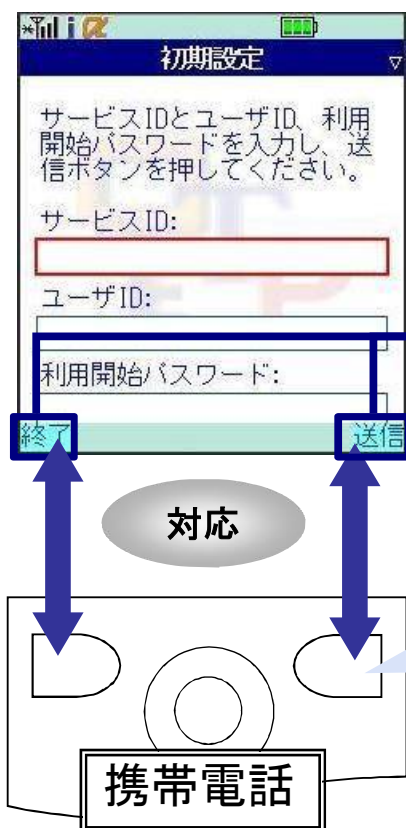 初期設定
サービスIDとユーザID、利用
開始パスワードを入力し、送
信ボタンを押してください。
サービスID:
ユーザID:
利用開始パスワード:
終了
送信
対応
携帯電話